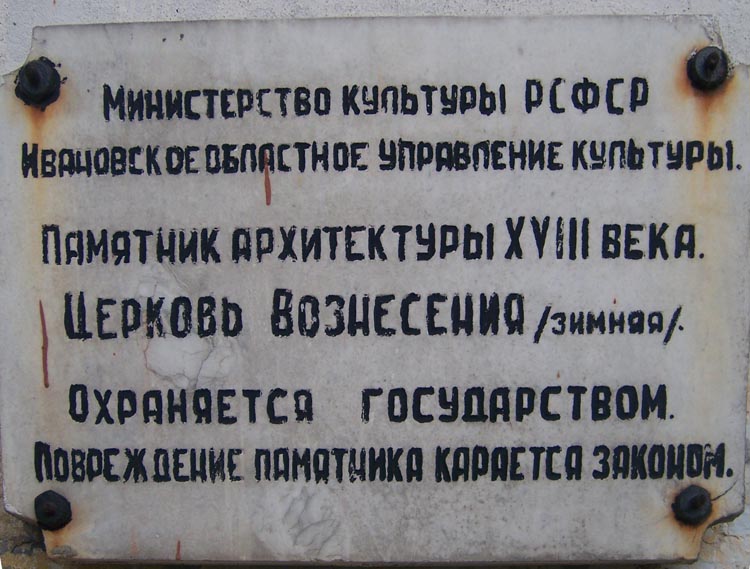 Министерство культуры РСФСР
Ивановское областное управление культуры.
Памятник архитектуры XVIII века.
Церковь Вознесения /зимняя/.
Охраняется государством.
Повреждение памятника карается законом.